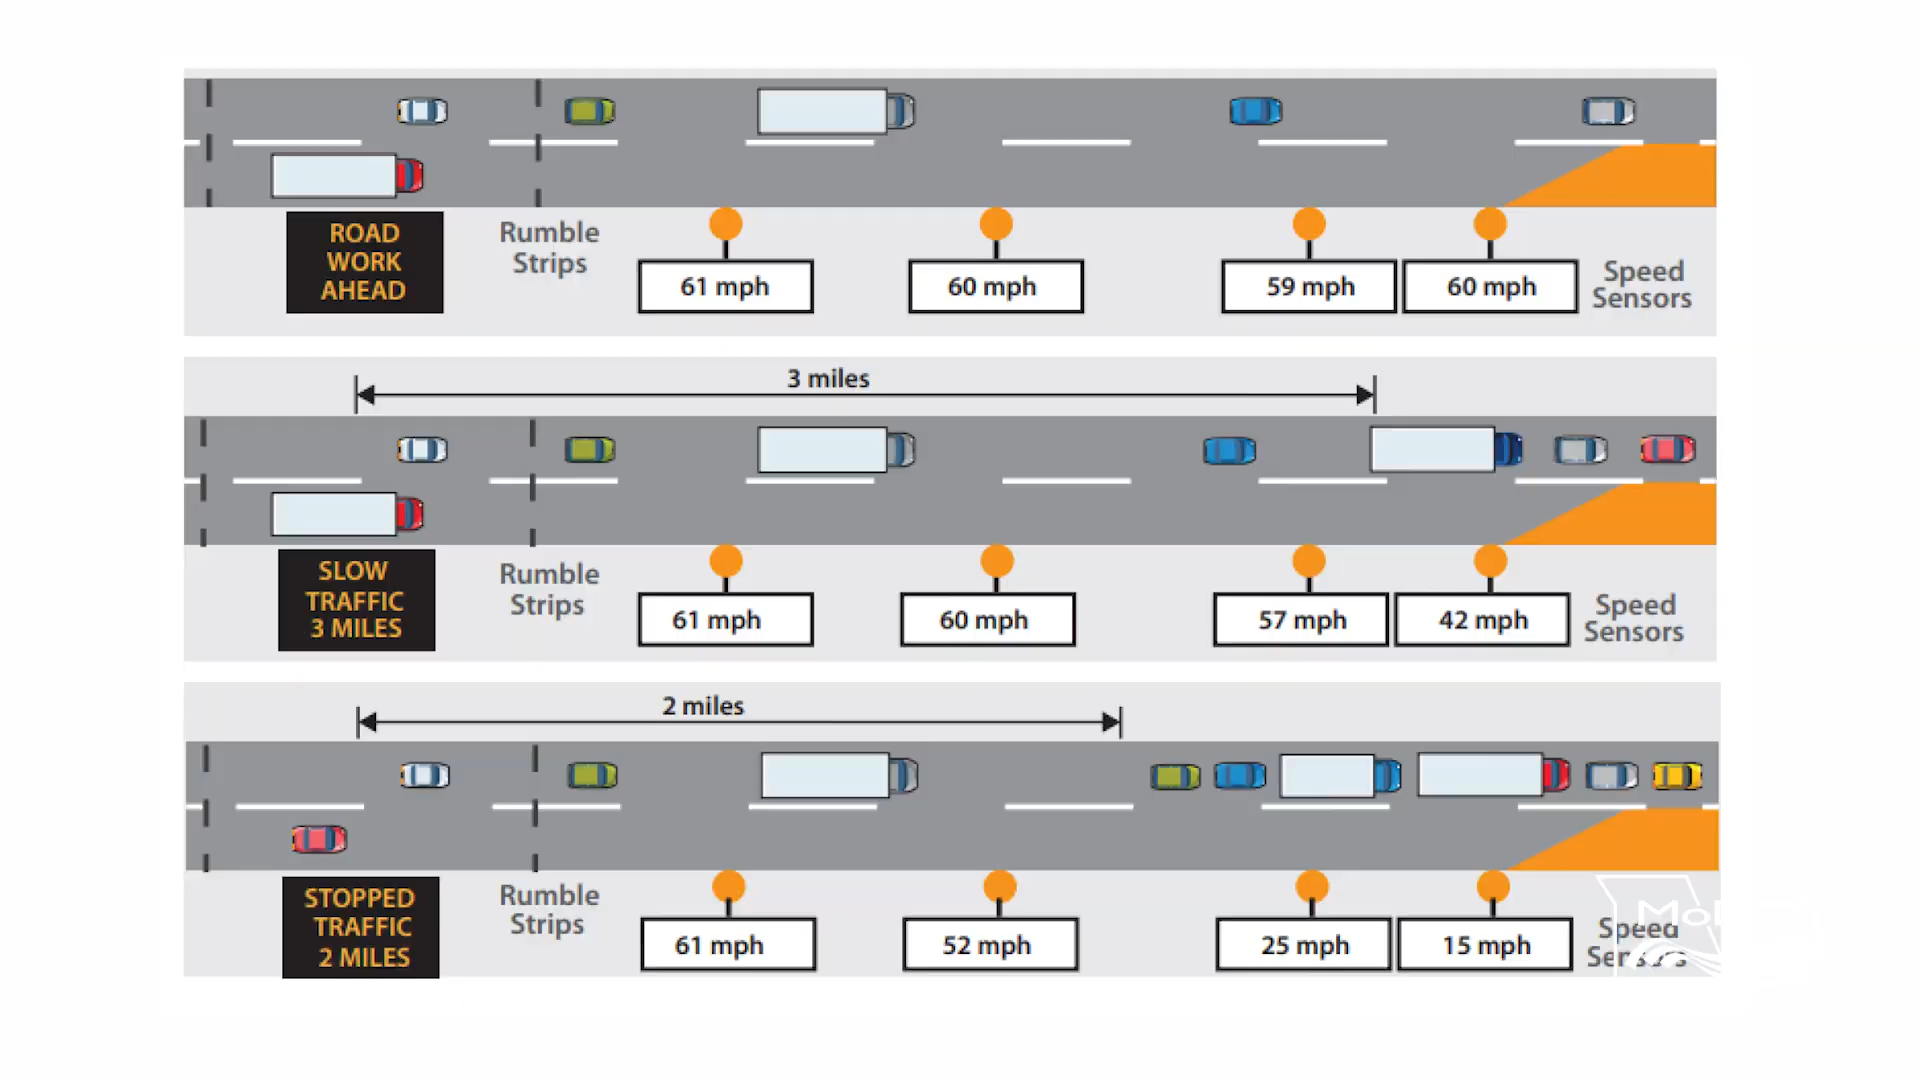 ROAD
WORK
AHEAD
Rumble
Strips
61 mph
60 mph
59 mph
60 mph
Speed
Sensors
3 miles
SLOW
TRAFFIC
3 MILES
Rumble
Strips
61 mph
60 mph
57 mph
42 mph
Speed
Sensors
2 miles
STOPPED
TRAFFIC
2 MILES
Rumble
Strips
61 mph
52 mph
25 mph
15 mph
Speed
Sensors